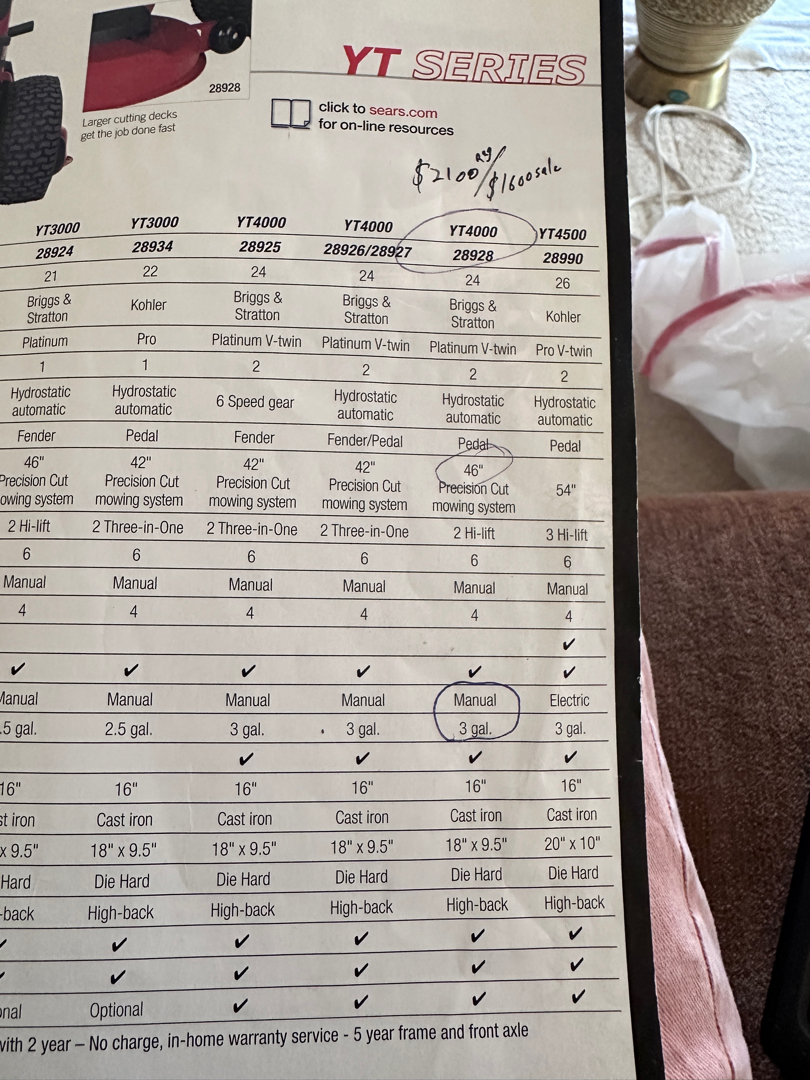 28928
Larger cutting decks
get the job done fast
YT SERIES
click to sears.com
for on-line resources
$2100 reg/$1600 sale
YT3000 YT3000 YT4000 YT4000 YT4000 YT4500
28924 28934 28925 28926/28927 28928 28990
21 22 24 24 24 26
Briggs & Stratton Kohler Briggs & Stratton Briggs & Stratton Briggs & Stratton Kohler
Platinum Pro Platinum V-twin Platinum V-twin Platinum V-twin Pro V-twin
1 1 2 2 2 2
Hydrostatic automatic Hydrostatic automatic 6 Speed gear Hydrostatic automatic Hydrostatic automatic Hydrostatic automatic
Fender Pedal Fender Fender/Pedal Pedal Pedal
46" 42" 42" 42" 46" 54"
Precision Cut Precision Cut Precision Cut Precision Cut Precision Cut
owing system mowing system mowing system mowing system mowing system
2 Hi-lift 2 Three-in-One 2 Three-in-One 2 Three-in-One 2 Hi-lift 3 Hi-lift
6 6 6 6 6 6
Manual Manual Manual Manual Manual Manual
4 4 4 4 4 4
✔
✔ ✔ ✔ ✔ ✔ ✔
Manual Manual Manual Manual Manual Electric
.5 gal. 2.5 gal. 3 gal. 3 gal. 3 gal. 3 gal.
✔ ✔ ✔ ✔
16" 16" 16" 16" 16" 16"
st iron Cast iron Cast iron Cast iron Cast iron Cast iron
x 9.5" 18" x 9.5" 18" x 9.5" 18" x 9.5" 18" x 9.5" 20" x 10"
Hard Die Hard Die Hard Die Hard Die Hard Die Hard
-back High-back High-back High-back High-back High-back
✔ ✔ ✔ ✔ ✔ ✔
✔ ✔ ✔ ✔ ✔ ✔
onal Optional ✔ ✔ ✔ ✔
with 2 year – No charge, in-home warranty service - 5 year frame and front axle